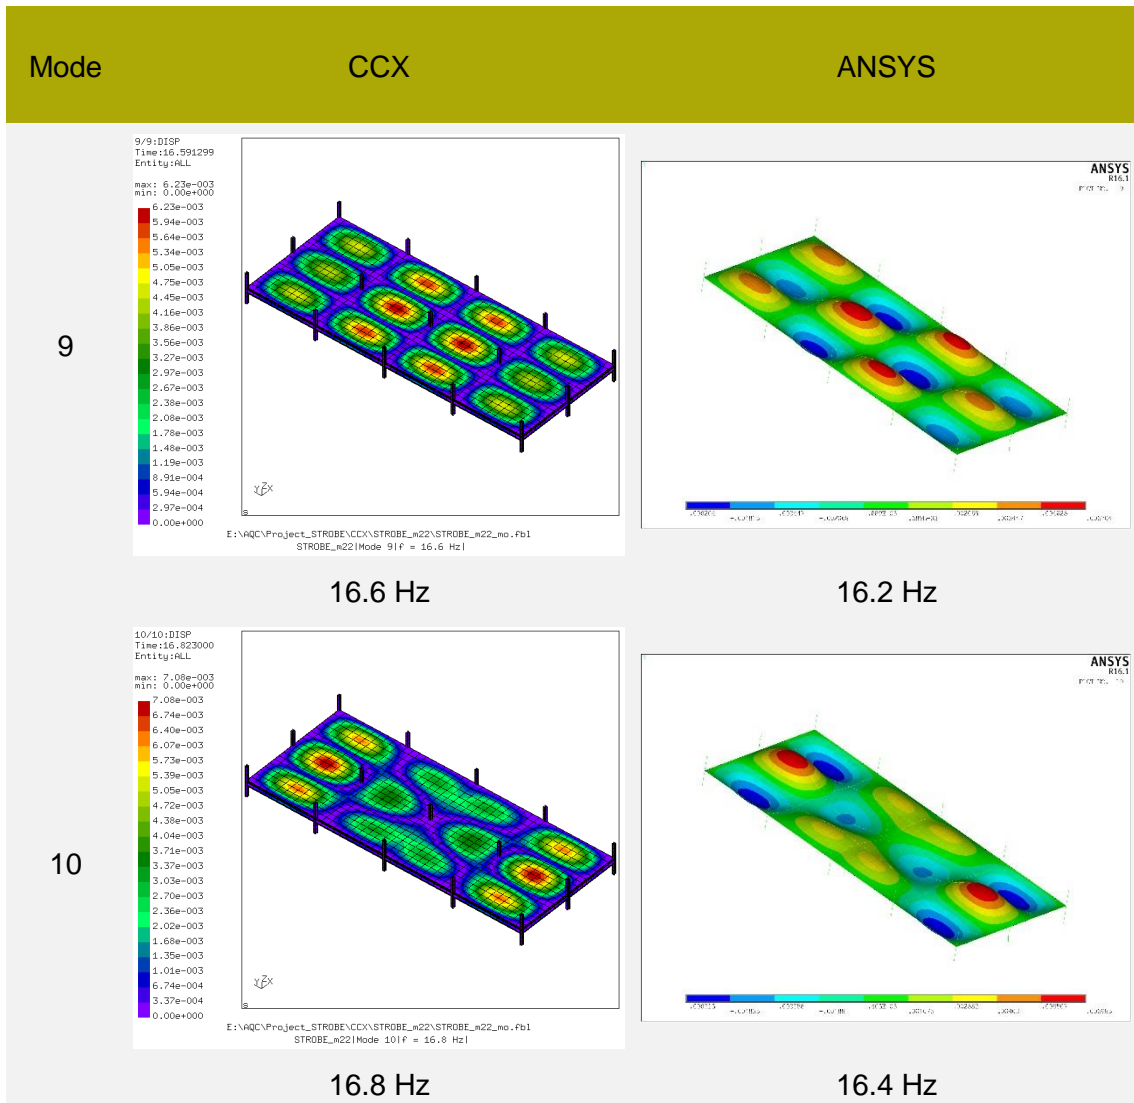 Mode CCX ANSYS
9
9/9:DISP
Time:16.591299
Entity:ALL
max: 6.23e-003
min: 0.00e+000
6.23e-003
5.94e-003
5.64e-003
5.34e-003
5.05e-003
4.75e-003
4.45e-003
4.16e-003
3.86e-003
3.56e-003
3.27e-003
2.97e-003
2.67e-003
2.38e-003
2.08e-003
1.78e-003
1.48e-003
1.19e-003
8.91e-004
5.94e-004
2.97e-004
0.00e+000
E:\AQC\Project_STROBE\CCX\STROBE_m22\STROBE_m22_mo.fbl
STROBE_m22|Mode 9|f = 16.6 Hz|
ANSYS
R16.1
16.6 Hz 16.2 Hz
10
10/10:DISP
Time:16.823000
Entity:ALL
max: 7.08e-003
min: 0.00e+000
7.08e-003
6.74e-003
6.40e-003
6.07e-003
5.73e-003
5.39e-003
5.05e-003
4.72e-003
4.38e-003
4.04e-003
3.71e-003
3.37e-003
3.03e-003
2.70e-003
2.36e-003
2.02e-003
1.68e-003
1.35e-003
1.01e-003
6.74e-004
3.37e-004
0.00e+000
E:\AQC\Project_STROBE\CCX\STROBE_m22\STROBE_m22_mo.fbl
STROBE_m22|Mode 10|f = 16.8 Hz|
ANSYS
R16.1
16.8 Hz 16.4 Hz